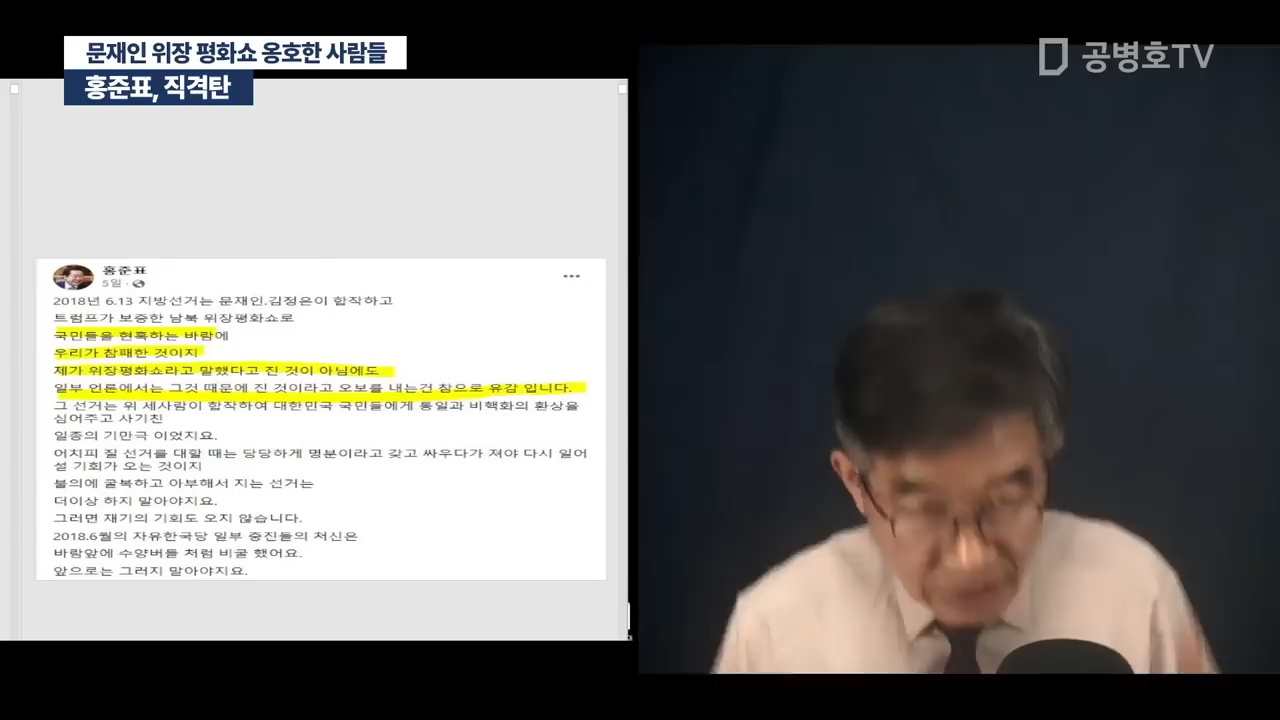 문재인 위장 평화쇼 옹호한 사람들
홍준표, 직격탄
공병호TV
홍준표
5일 ·
2018년 6.13 지방선거는 문재인.김정은이 합작하고
트럼프가 보증한 남북 위장평화쇼로
국민들을 현혹하는 바람에
우리가 참패한 것이지
제가 위장평화쇼라고 말했다고 진 것이 아님에도
일부 언론에서는 그것 때문에 진 것이라고 오보를 내는건 참으로 유감 입니다.
그 선거는 위 세사람이 합작하여 대한민국 국민들에게 통일과 비핵화의 환상을
심어주고 사기친
일종의 기만극 이었지요.
어치피 질 선거를 대할 때는 당당하게 명분이라고 갖고 싸우다가 져야 다시 일어
설 기회가 오는 것이지
불의에 굴복하고 아부해서 지는 선거는
더이상 하지 말아야지요.
그러면 재기의 기회도 오지 않습니다.
2018.6월의 자유한국당 일부 중진들의 처신은
바람앞에 수양버들 처럼 비굴 했어요.
앞으로는 그러지 말아야지요.